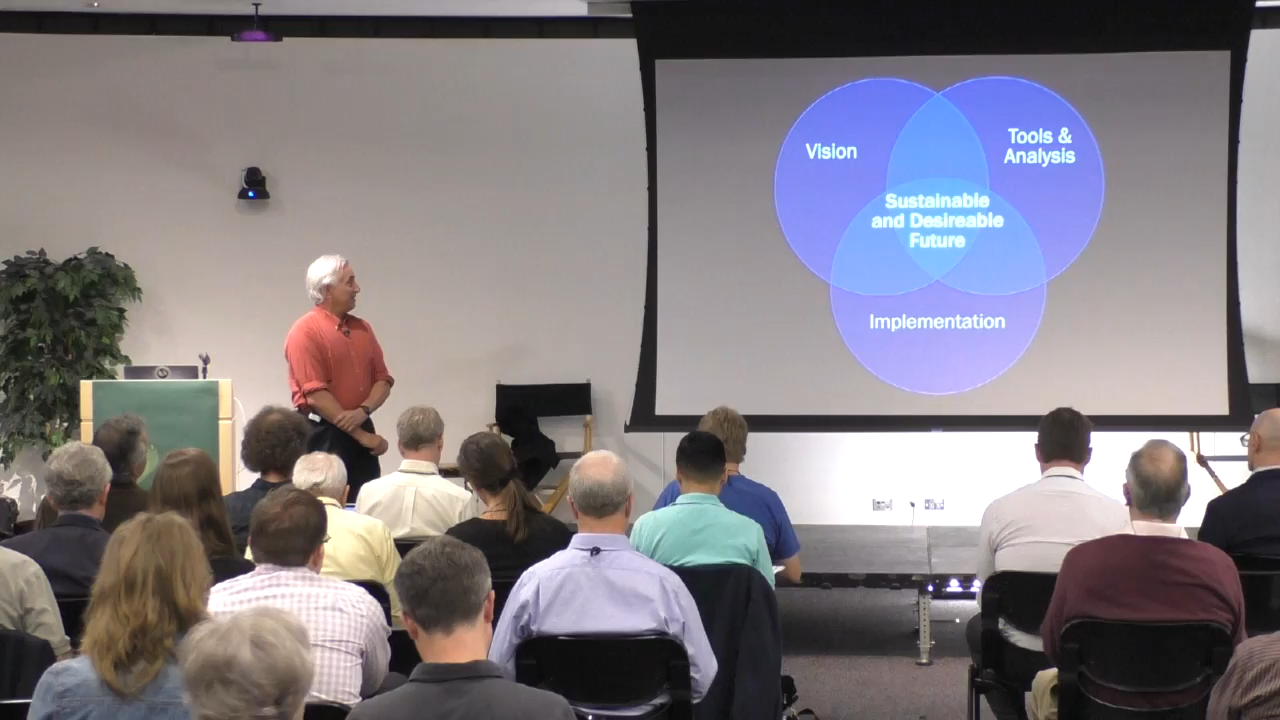 Vision
Tools &
Analysis
Sustainable
and Desireable
Future
Implementation